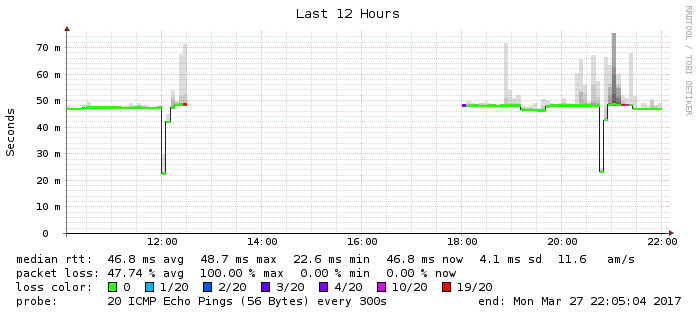 Last 12 Hours
RRDTOOL / TOBI OETIKER
Seconds
70 m
60 m
50 m
40 m
30 m
20 m
10 m
0
12:00 14:00 16:00 18:00 20:00 22:00
median rtt: 46.8 ms avg 48.7 ms max 22.6 ms min 46.8 ms now 4.1 ms sd 11.6 am/s
packet loss: 47.74 % avg 100.00 % max 0.00 % min 0.00 % now
loss color: 0 1/20 2/20 3/20 4/20 10/20 19/20
probe: 20 ICMP Echo Pings (56 Bytes) every 300s end: Mon Mar 27 22:05:04 2017